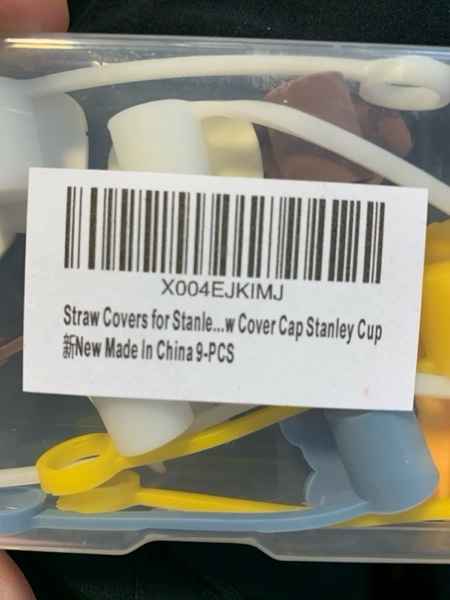 X004EJKIMJ
Straw Covers for Stanle...w Cover Cap Stanley Cup
新New Made In China 9-PCS